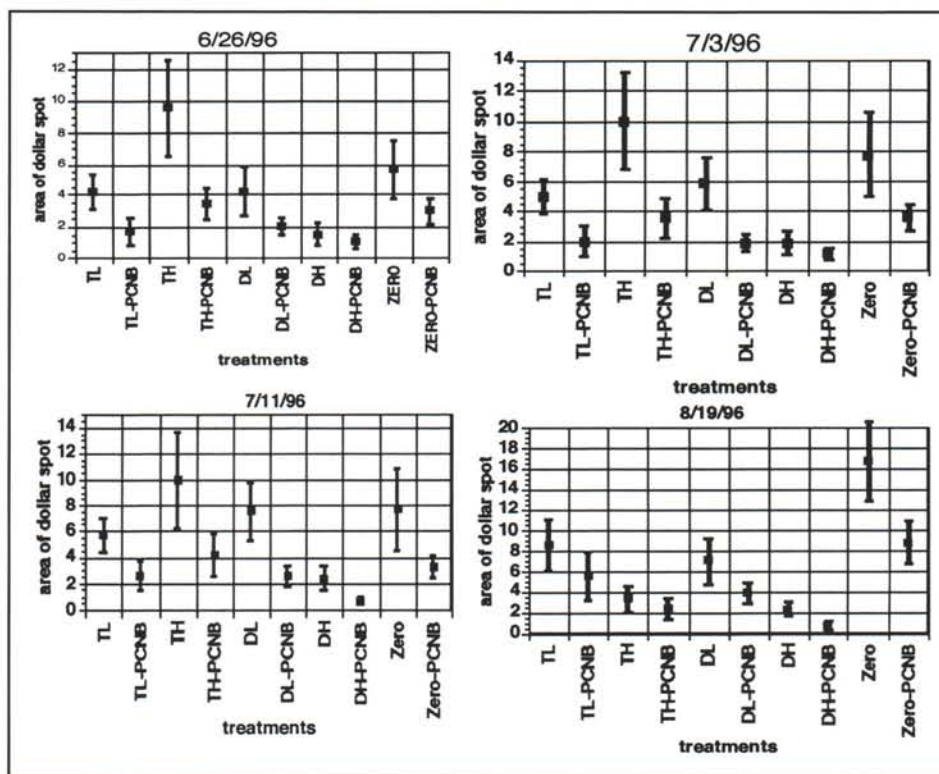 6/26/96
area of dollar spot
12
10
8
6
4
2
0
TL
TL-PCNB
TH
TH-PCNB
DL
DL-PCNB
DH
DH-PCNB
ZERO
ZERO-PCNB
treatments
7/3/96
area of dollar spot
14
12
10
8
6
4
2
0
TL
TL-PCNB
TH
TH-PCNB
DL
DL-PCNB
DH
DH-PCNB
Zero
Zero-PCNB
treatments
7/11/96
area of dollar spot
14
12
10
8
6
4
2
0
TL
TL-PCNB
TH
TH-PCNB
DL
DL-PCNB
DH
DH-PCNB
Zero
Zero-PCNB
treatments
8/19/96
area of dollar spot
20
18
16
14
12
10
8
6
4
2
0
TL
TL-PCNB
TH
TH-PCNB
DL
DL-PCNB
DH
DH-PCNB
Zero
Zero-PCNB
treatments